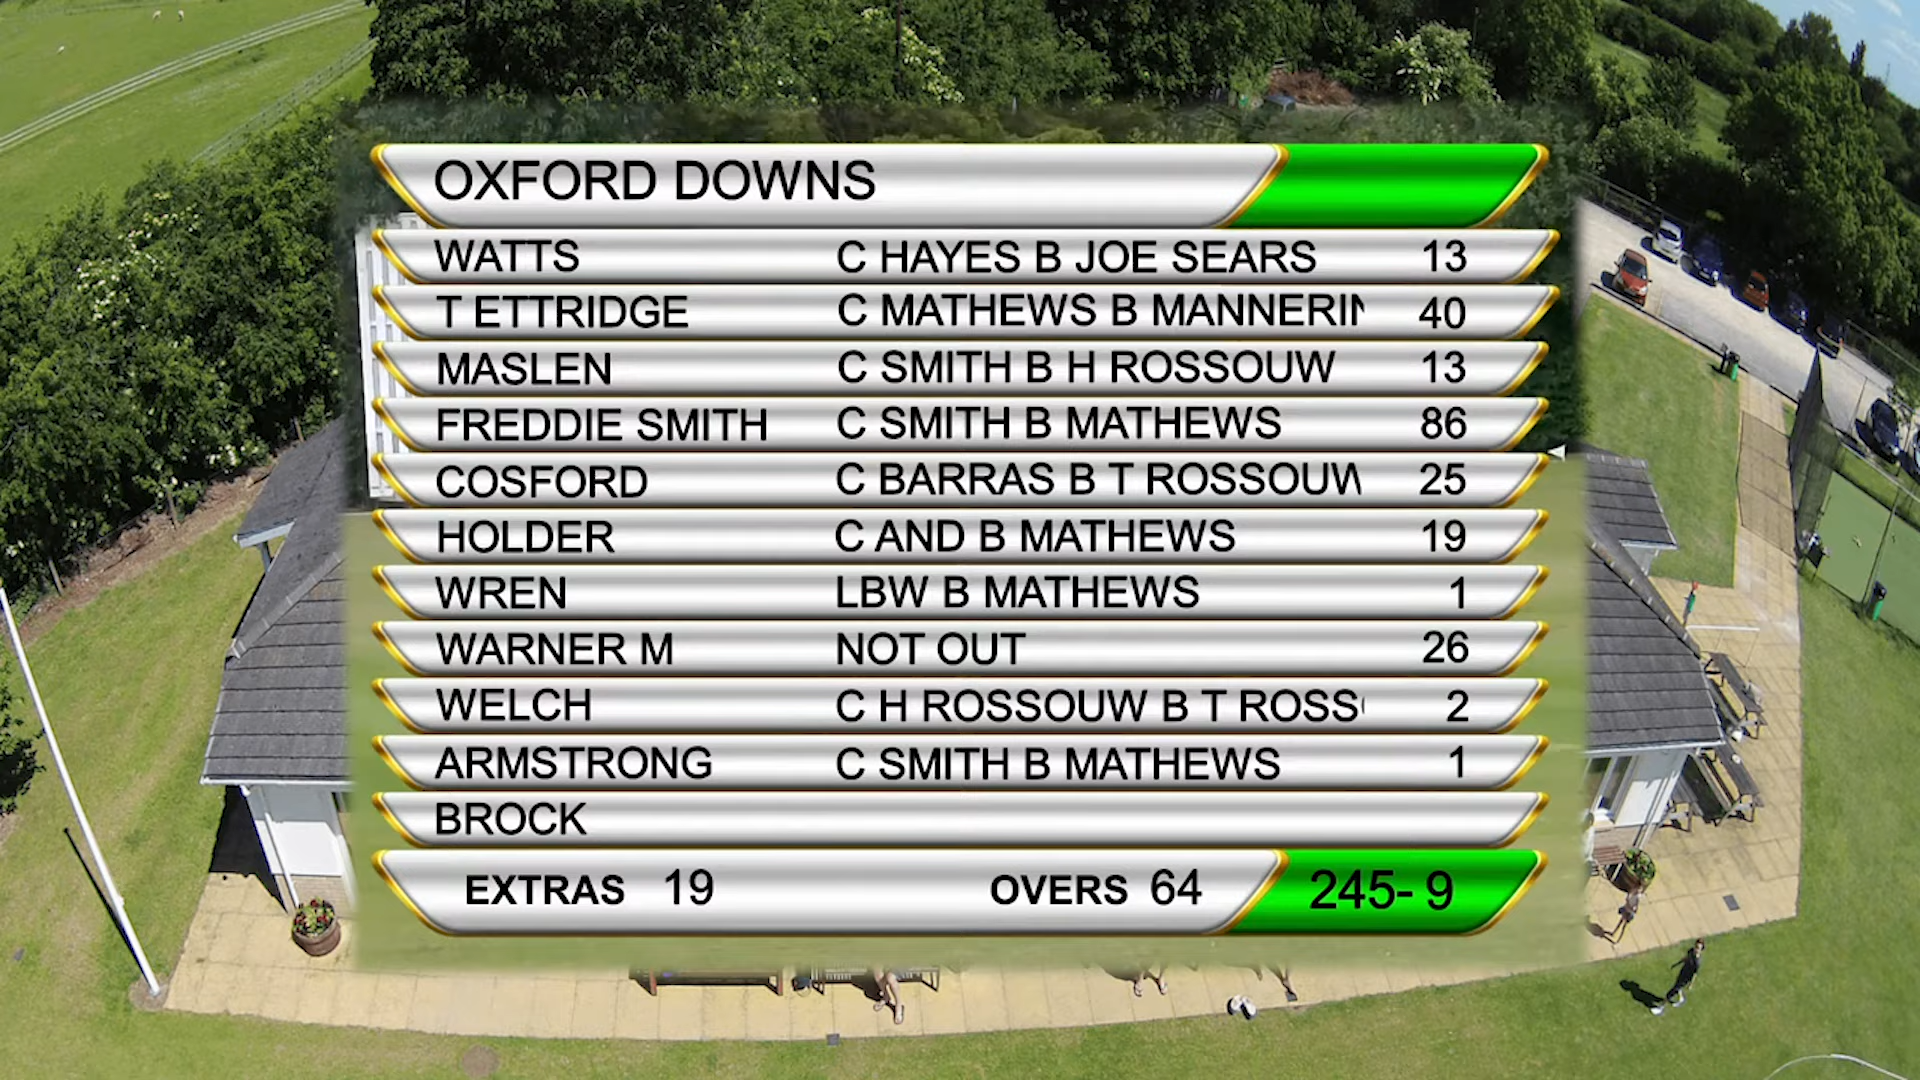 OXFORD DOWNS
WATTS C HAYES B JOE SEARS 13
T ETTRIDGE C MATHEWS B 40
MASLEN C SMITH B H ROSSOUW 13
FREDDIE SMITH C SMITH B MATHEWS 86
COSFORD C BARRAS B T ROSSOUW 25
HOLDER C AND B MATHEWS 19
WREN LBW B MATHEWS 1
WARNER M NOT OUT 26
WELCH C H ROSSOUW B T 2
ARMSTRONG C SMITH B MATHEWS 1
BROCK
EXTRAS 19 OVERS 64 245-9